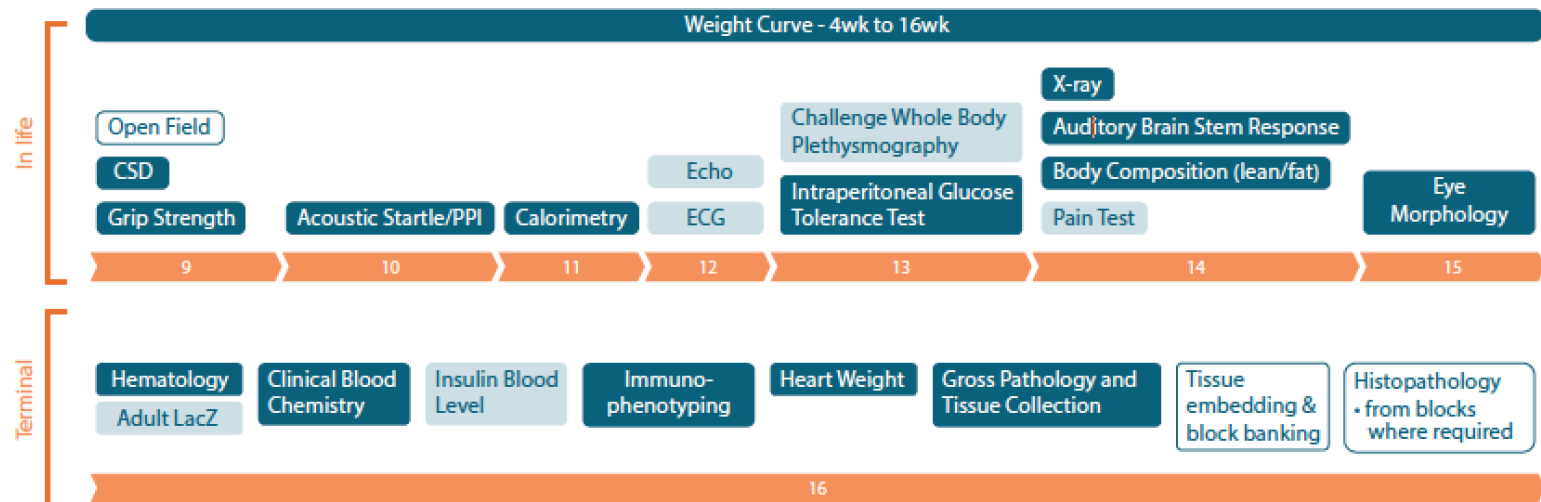 Weight Curve - 4wk to 16wk
In life
Open Field
CSD
Grip Strength
Acoustic Startle/PPI
Calorimetry
Echo
ECG
Challenge Whole Body
Plethysmography
Intraperitoneal Glucose
Tolerance Test
X-ray
Auditory Brain Stem Response
Body Composition (lean/fat)
Pain Test
Eye
Morphology
9
10
11
12
13
14
15
Terminal
Hematology
Adult LacZ
Clinical Blood
Chemistry
Insulin Blood
Level
Immuno-
phenotyping
Heart Weight
Gross Pathology and
Tissue Collection
Tissue
embedding &
block banking
Histopathology
• from blocks
where required
16